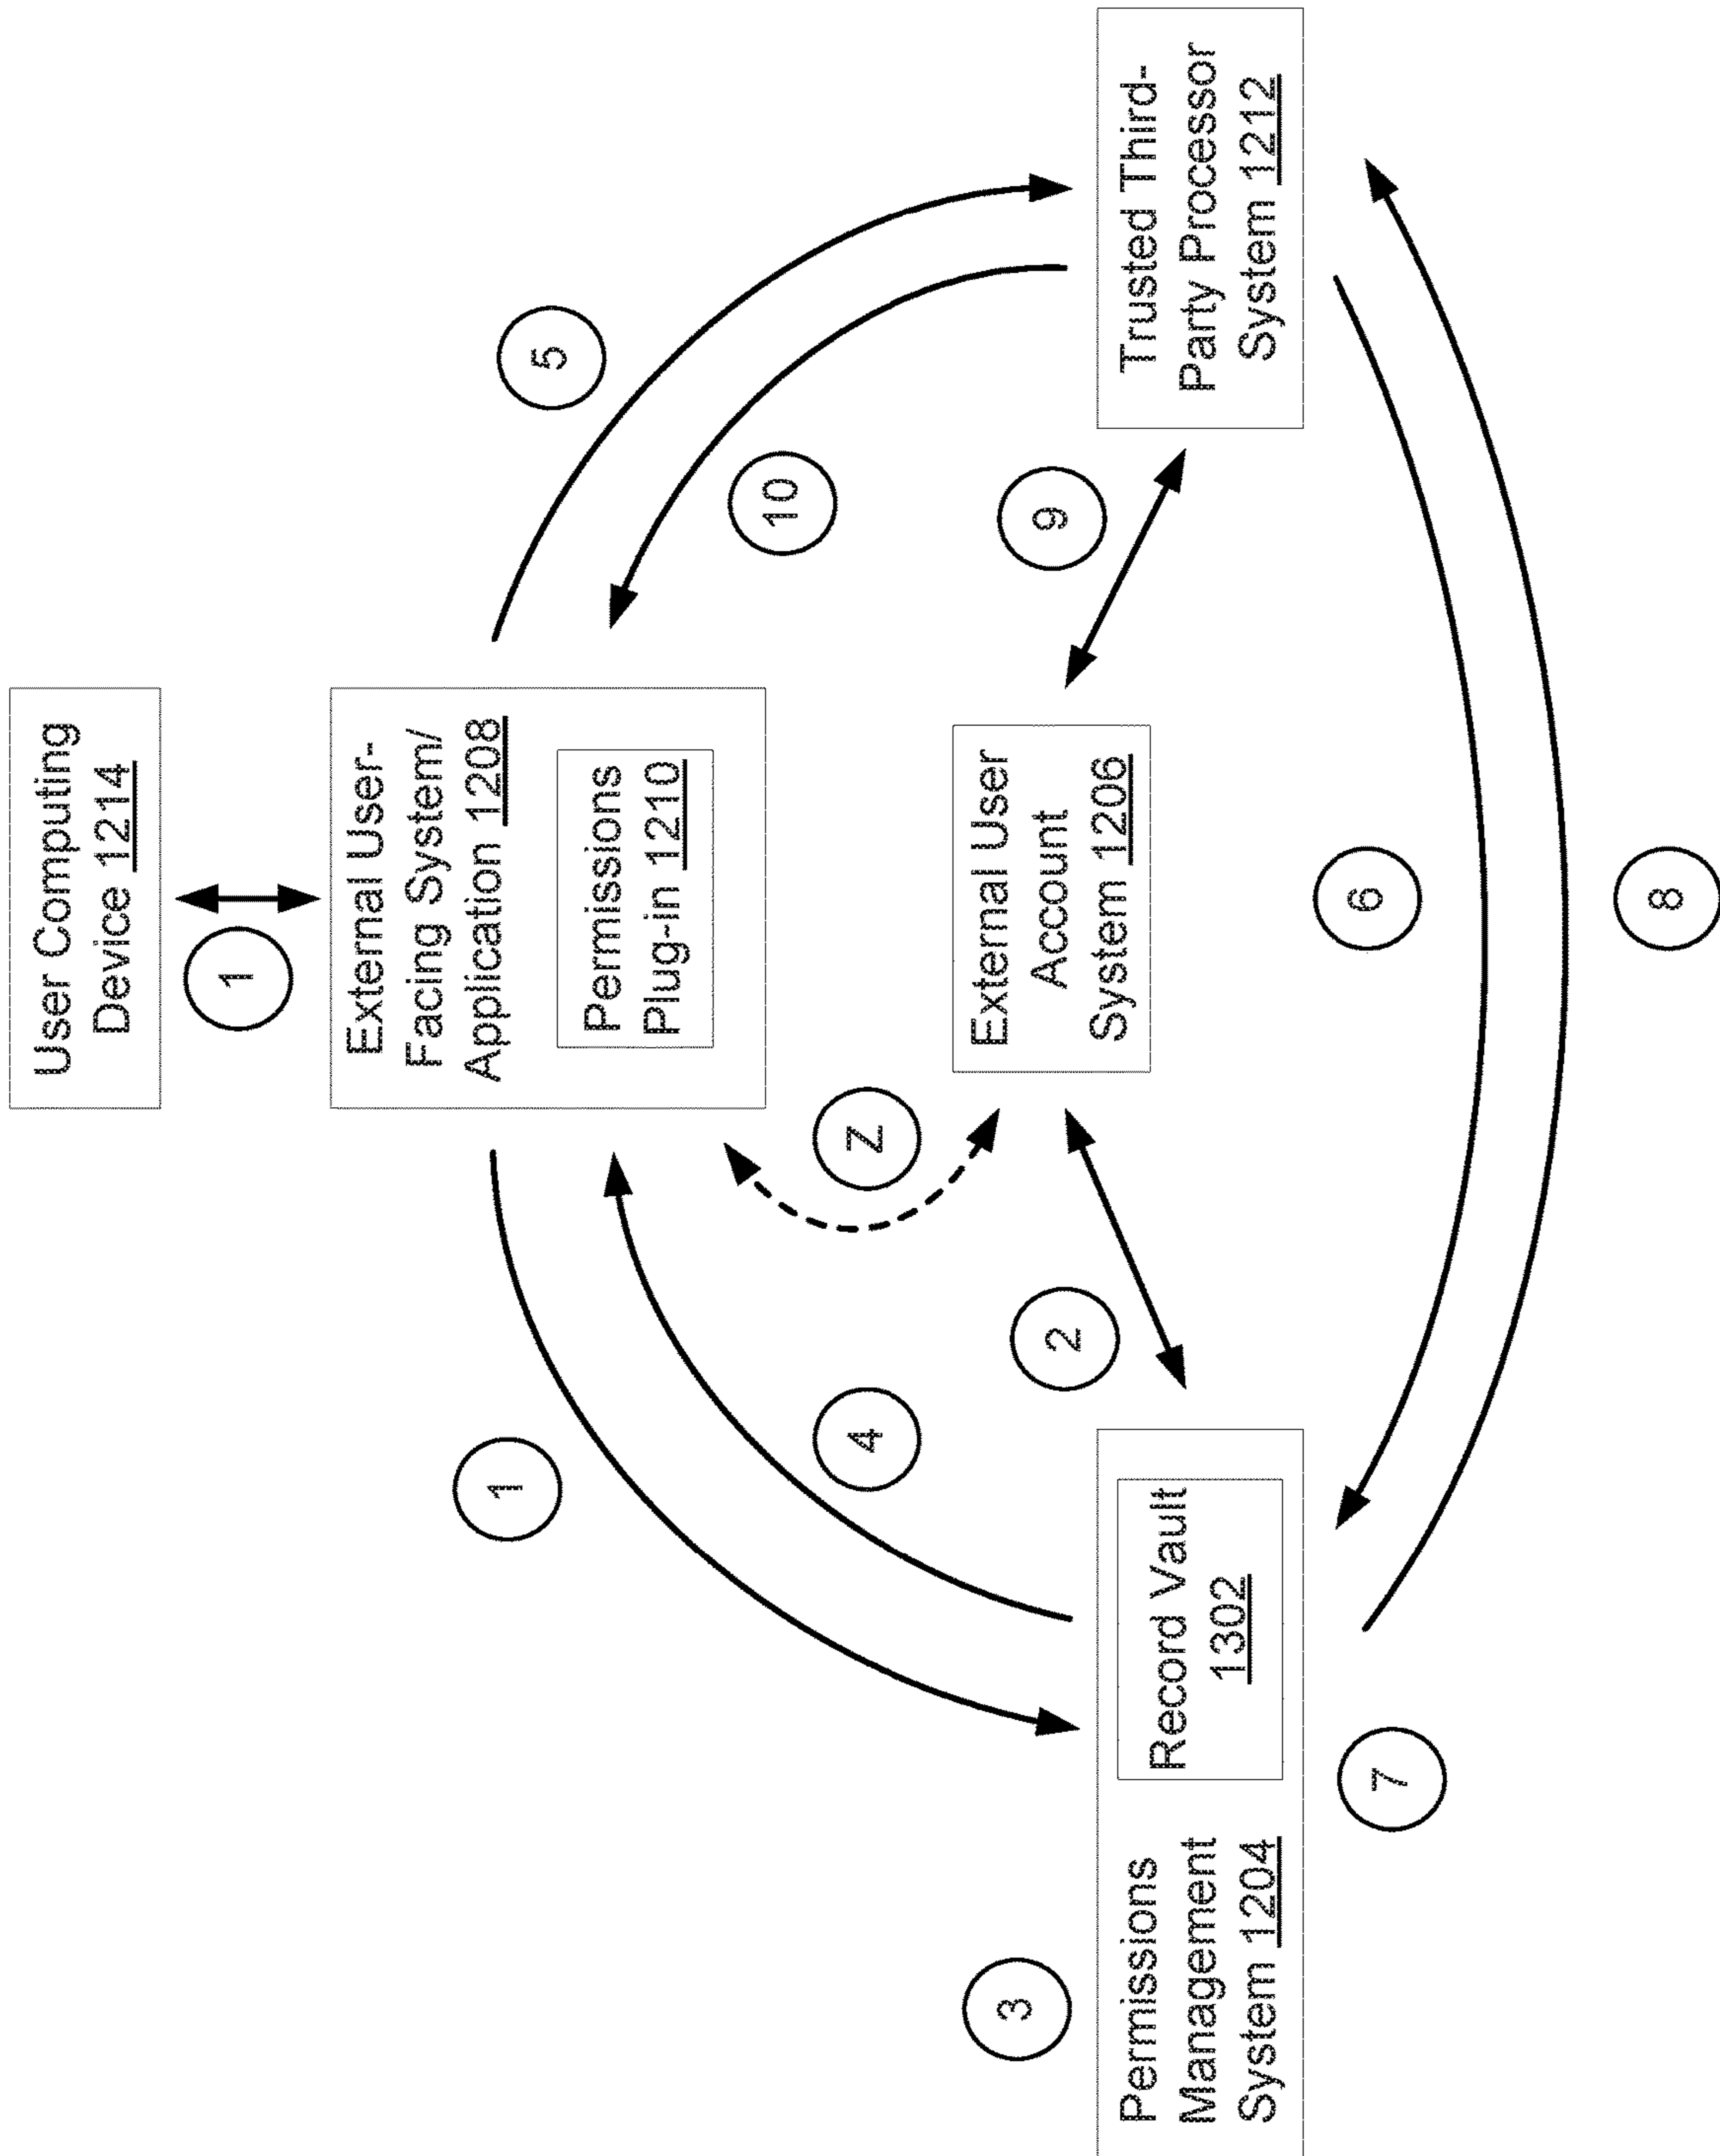 User Computing
Device 1214
1
External User-
Facing System/
Application 1208
Permissions
Plug-in 1210
1
4
Z
5
10
2
External User
Account
System 1206
9
3
Permissions
Management
System 1204
Record Vault
1302
Trusted Third-
Party Processor
System 1212
7
6
8